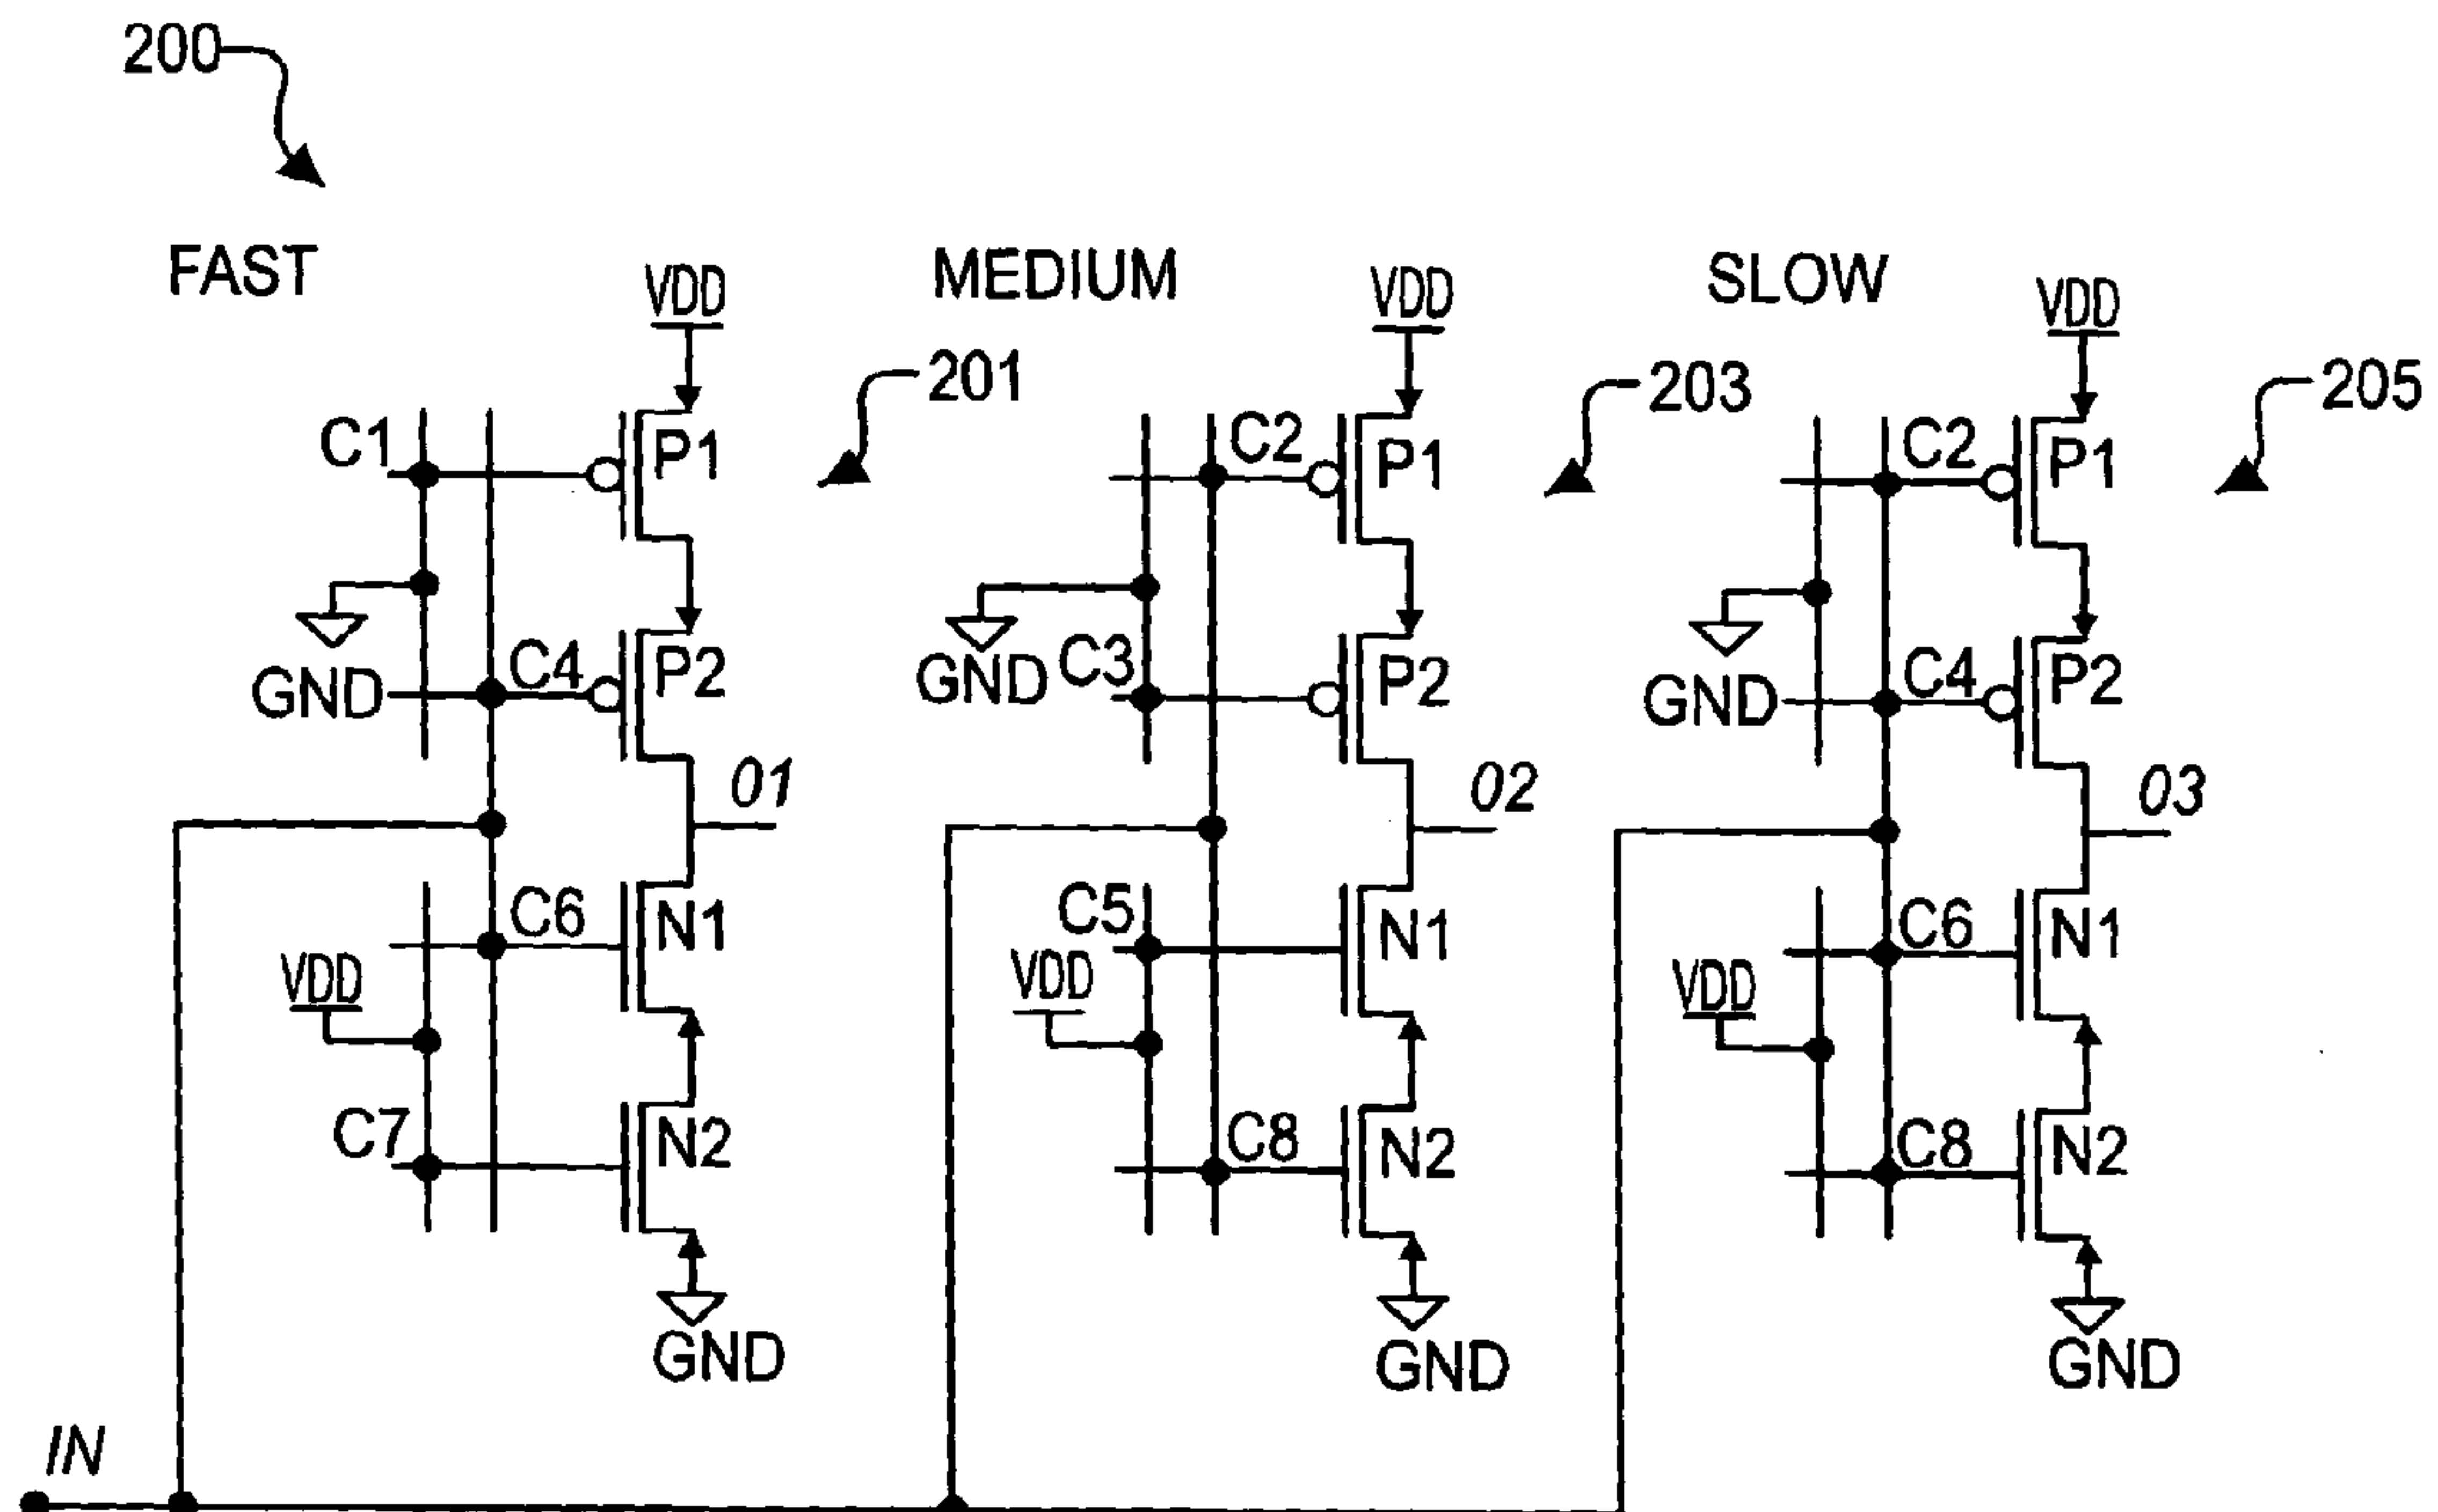 200
FAST
MEDIUM
SLOW
VDD
VDD
VDD
201
203
205
C1
P1
C2
P1
C2
P1
GND
C4
P2
GND
C3
P2
GND
C4
P2
01
02
03
C6
N1
C5
N1
C6
N1
VDD
VDD
VDD
C7
N2
C8
N2
C8
N2
GND
GND
GND
IN